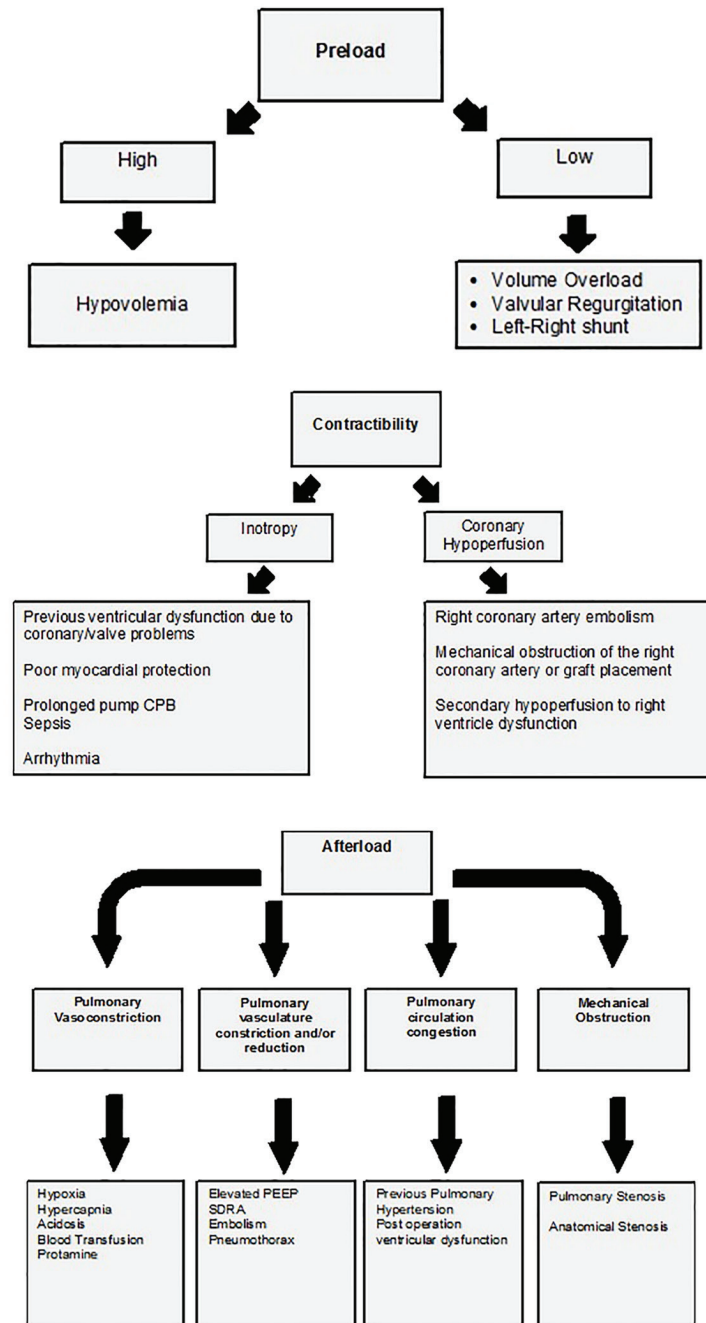 Preload
High
Low
Hypovolemia
• Volume Overload
• Valvular Regurgitation
• Left-Right shunt
Contractibility
Inotropy
Coronary
Hypoperfusion
Previous ventricular dysfunction due to
coronary/valve problems
Poor myocardial protection
Prolonged pump CPB
Sepsis
Arrhythmia
Right coronary artery embolism
Mechanical obstruction of the right
coronary artery or graft placement
Secondary hypoperfusion to right
ventricle dysfunction
Afterload
Pulmonary
Vasoconstriction
Pulmonary
vasculature
constriction and/or
reduction
Pulmonary
circulation
congestion
Mechanical
Obstruction
Hypoxia
Hypercapnia
Acidosis
Blood Transfusion
Protamine
Elevated PEEP
SDRA
Embolism
Pneumothorax
Previous Pulmonary
Hypertension
Post operation
ventricular dysfunction
Pulmonary Stenosis
Anatomical Stenosis